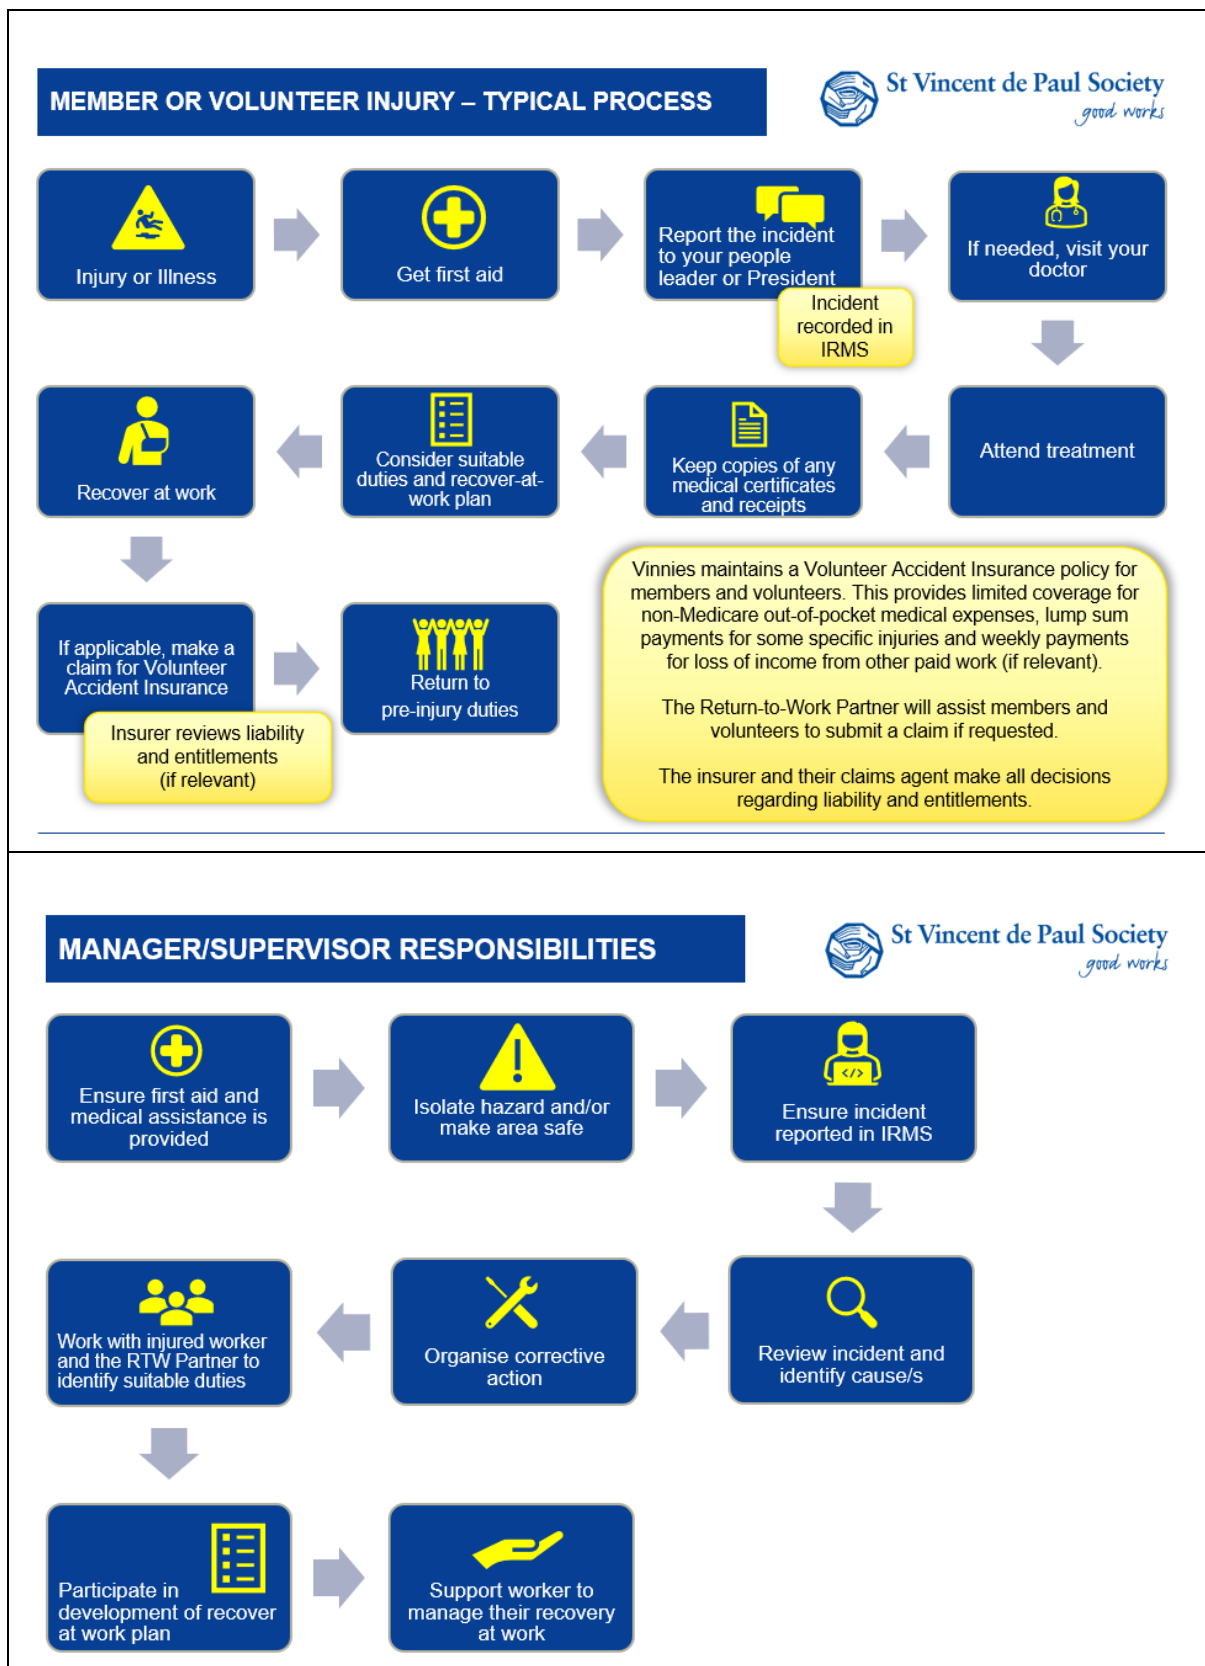 MEMBER OR VOLUNTEER INJURY – TYPICAL PROCESS
St Vincent de Paul Society
good works
Injury or Illness
Get first aid
Report the incident
to your people
leader or President
Incident
recorded in
IRMS
If needed, visit your
doctor
Attend treatment
Keep copies of any
medical certificates
and receipts
Consider suitable
duties and recover-at-
work plan
Recover at work
If applicable, make a
claim for Volunteer
Accident Insurance
Insurer reviews liability
and entitlements
(if relevant)
Return to
pre-injury duties
Vinnies maintains a Volunteer Accident Insurance policy for
members and volunteers. This provides limited coverage for
non-Medicare out-of-pocket medical expenses, lump sum
payments for some specific injuries and weekly payments
for loss of income from other paid work (if relevant).
The Return-to-Work Partner will assist members and
volunteers to submit a claim if requested.
The insurer and their claims agent make all decisions
regarding liability and entitlements.
MANAGER/SUPERVISOR RESPONSIBILITIES
St Vincent de Paul Society
good works
Ensure first aid and
medical assistance is
provided
Isolate hazard and/or
make area safe
</>
Ensure incident
reported in IRMS
Review incident and
identify cause/s
Organise corrective
action
Work with injured worker
and the RTW Partner to
identify suitable duties
Participate in
development of recover
at work plan
Support worker to
manage their recovery
at work